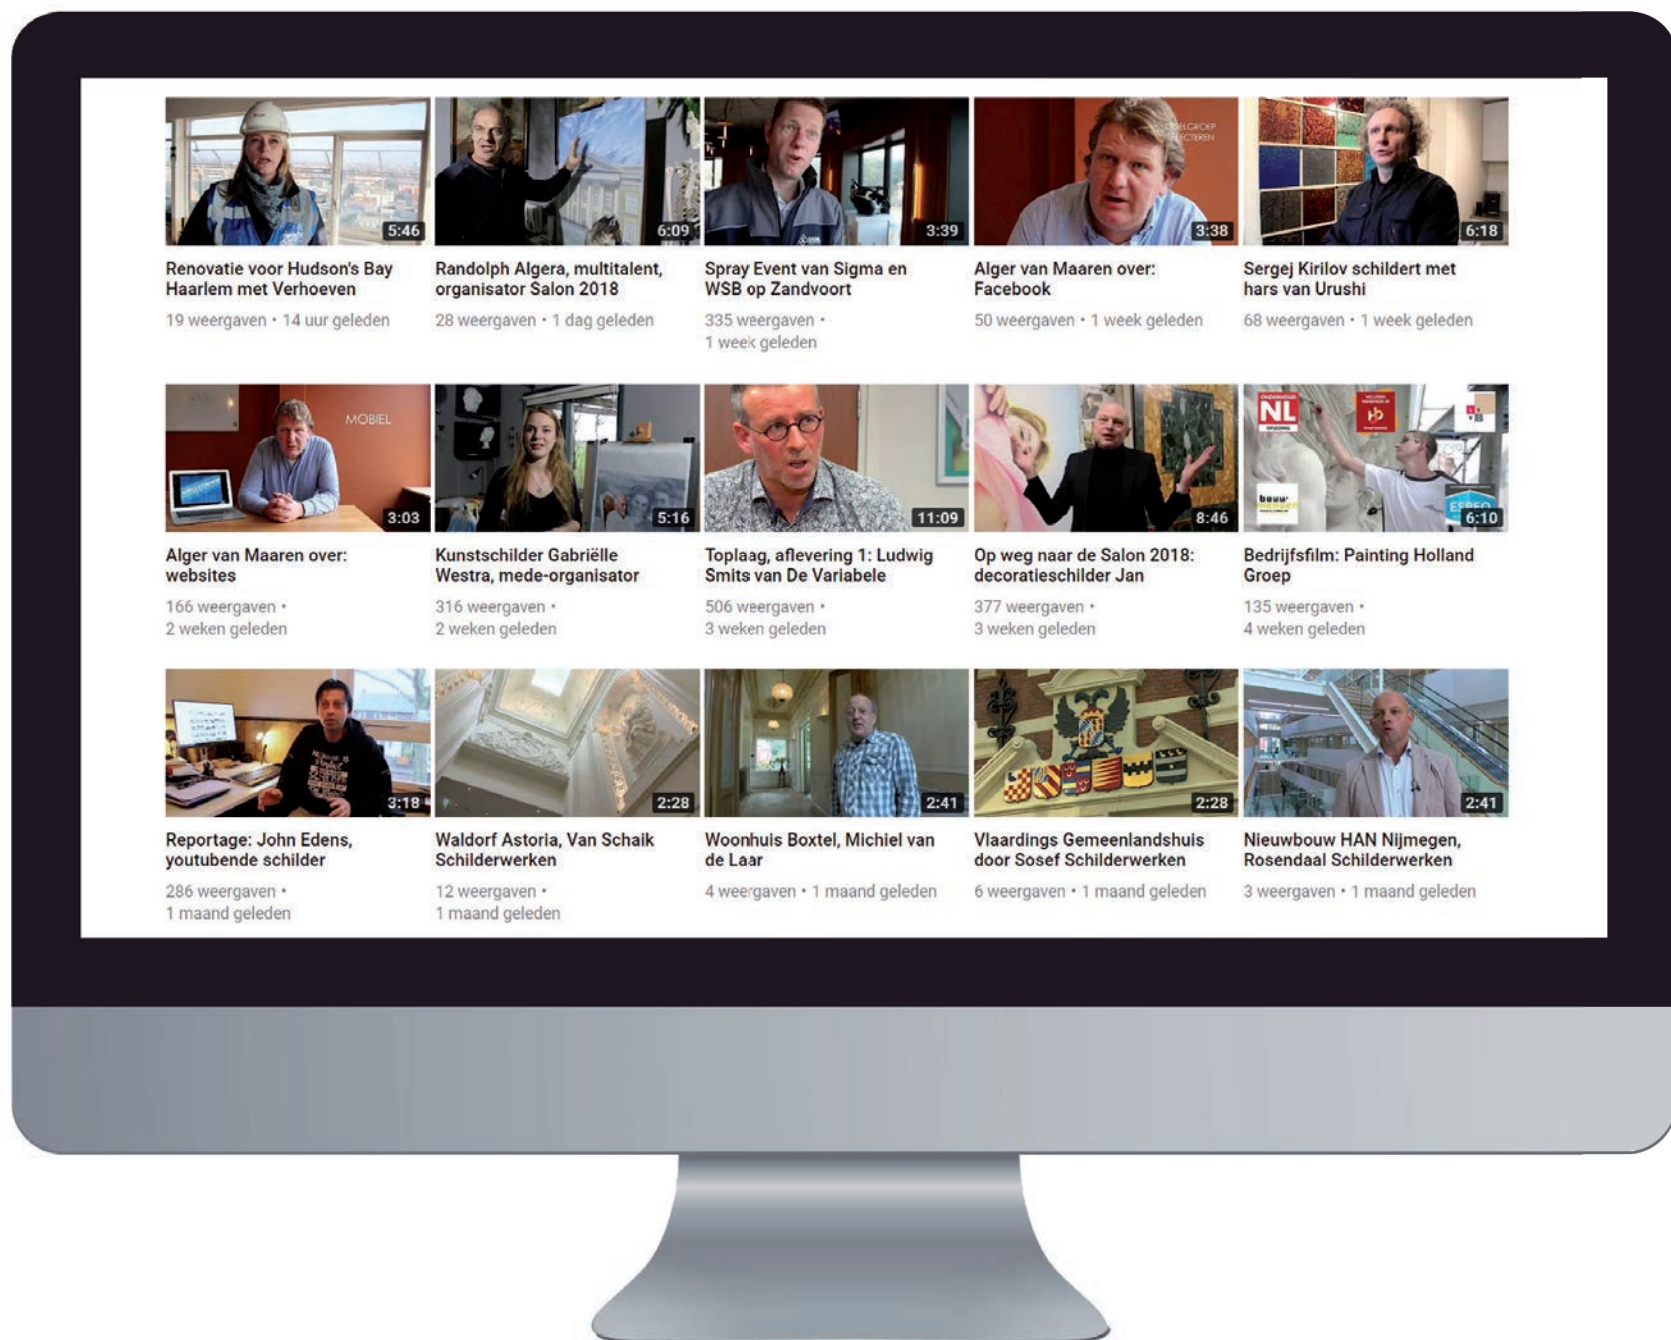 5:46
6:09
3:39
DOELGROEP
SELECTEREN
3:38
6:18
Renovatie voor Hudson's Bay
Haarlem met Verhoeven
19 weergaven • 14 uur geleden
Randolph Algera, multitalent,
organisator Salon 2018
28 weergaven • 1 dag geleden
Spray Event van Sigma en
WSB op Zandvoort
335 weergaven •
1 week geleden
Alger van Maaren over:
Facebook
50 weergaven • 1 week geleden
Sergej Kirilov schildert met
hars van Urushi
68 weergaven • 1 week geleden
MOBIEL
3:03
5:16
11:09
8:46
NL
bouw
6:10
Alger van Maaren over:
websites
166 weergaven •
2 weken geleden
Kunstschilder Gabriëlle
Westra, mede-organisator
316 weergaven •
2 weken geleden
Toplaag, aflevering 1: Ludwig
Smits van De Variabele
506 weergaven •
3 weken geleden
Op weg naar de Salon 2018:
decoratieschilder Jan
377 weergaven •
3 weken geleden
Bedrijfsfilm: Painting Holland
Groep
135 weergaven •
4 weken geleden
3:18
2:28
2:41
2:28
2:41
Reportage: John Edens,
youtubende schilder
286 weergaven •
1 maand geleden
Waldorf Astoria, Van Schaik
Schilderwerken
12 weergaven •
1 maand geleden
Woonhuis Boxtel, Michiel van
de Laar
4 weergaven • 1 maand geleden
Vlaardings Gemeenlandshuis
door Sosef Schilderwerken
6 weergaven • 1 maand geleden
Nieuwbouw HAN Nijmegen,
Rosendaal Schilderwerken
3 weergaven • 1 maand geleden